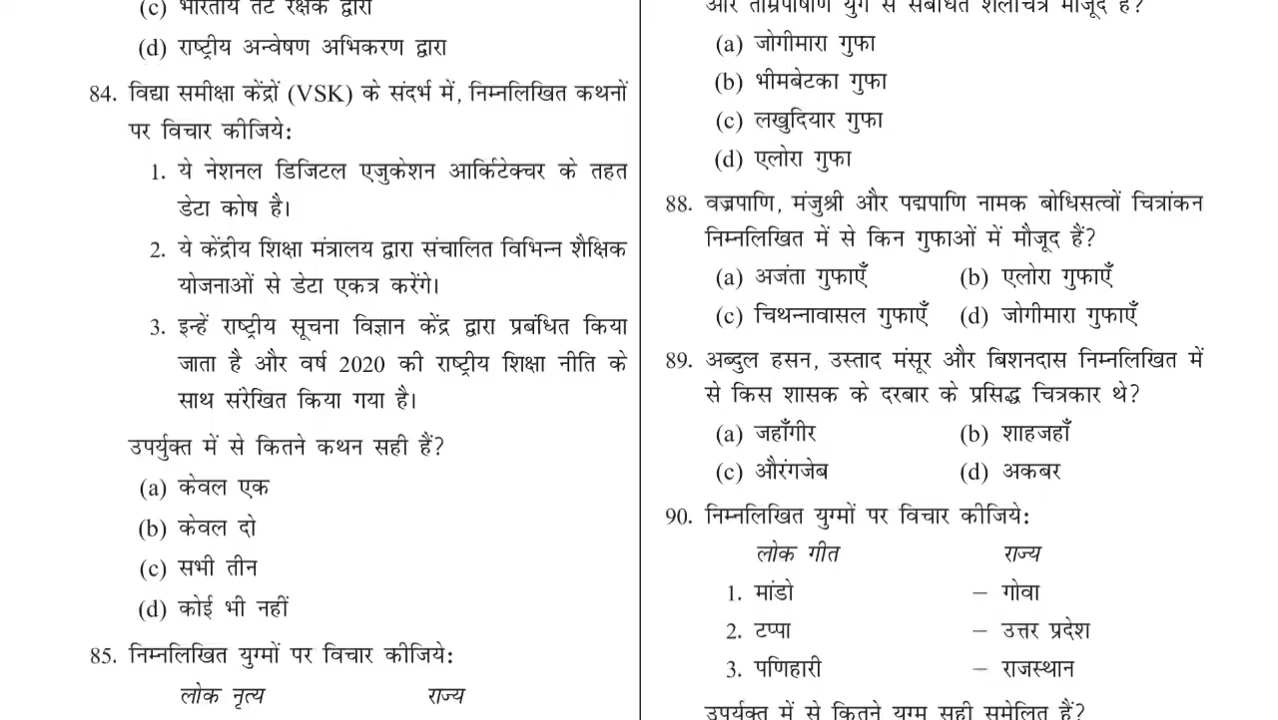 (c) भारतीय तट रक्षक द्वारा
(d) राष्ट्रीय अन्वेषण अभिकरण द्वारा
84. विद्या समीक्षा केंद्रों (VSK) के संदर्भ में, निम्नलिखित कथनों
पर विचार कीजिये:
1. ये नेशनल डिजिटल एजुकेशन आर्किटेक्चर के तहत
डेटा कोष है।
2. ये केंद्रीय शिक्षा मंत्रालय द्वारा संचालित विभिन्न शैक्षिक
योजनाओं से डेटा एकत्र करेंगे।
3. इन्हें राष्ट्रीय सूचना विज्ञान केंद्र द्वारा प्रबंधित किया
जाता है और वर्ष 2020 की राष्ट्रीय शिक्षा नीति के
साथ संरेखित किया गया है।
उपर्युक्त में से कितने कथन सही हैं?
(a) केवल एक
(b) केवल दो
(c) सभी तीन
(d) कोई भी नहीं
85. निम्नलिखित युग्मों पर विचार कीजिये:
लोक नृत्य राज्य
और ताम्रपाषाण युग से संबंधित शैलचित्र मौजूद हैं?
(a) जोगीमारा गुफा
(b) भीमबेटका गुफा
(c) लखुदियार गुफा
(d) एलोरा गुफा
88. वज्रपाणि, मंजुश्री और पद्मपाणि नामक बोधिसत्वों चित्रांकन
निम्नलिखित में से किन गुफाओं में मौजूद हैं?
(a) अजंता गुफाएँ (b) एलोरा गुफाएँ
(c) चिथन्नावासल गुफाएँ (d) जोगीमारा गुफाएँ
89. अब्दुल हसन, उस्ताद मंसूर और बिशनदास निम्नलिखित में
से किस शासक के दरबार के प्रसिद्ध चित्रकार थे?
(a) जहाँगीर (b) शाहजहाँ
(c) औरंगजेब (d) अकबर
90. निम्नलिखित युग्मों पर विचार कीजिये:
लोक गीत राज्य
1. मांडो – गोवा
2. टप्पा – उत्तर प्रदेश
3. पणिहारी – राजस्थान
उपर्युक्त में से कितने युग्म सही सुमेलित हैं?